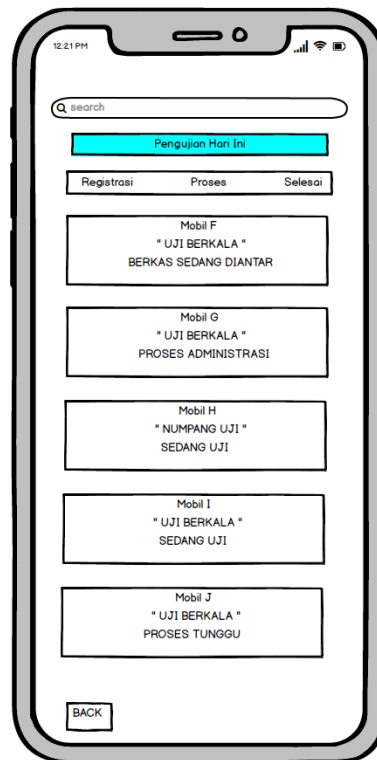 12:21 PM
search
Pengujian Hari Ini
Registrasi Proses Selesai
Mobil F
" UJI BERKALA "
BERKAS SEDANG DIANTAR
Mobil G
" UJI BERKALA "
PROSES ADMINISTRASI
Mobil H
" NUMPANG UJI "
SEDANG UJI
Mobil I
" UJI BERKALA "
SEDANG UJI
Mobil J
" UJI BERKALA "
PROSES TUNGGU
BACK